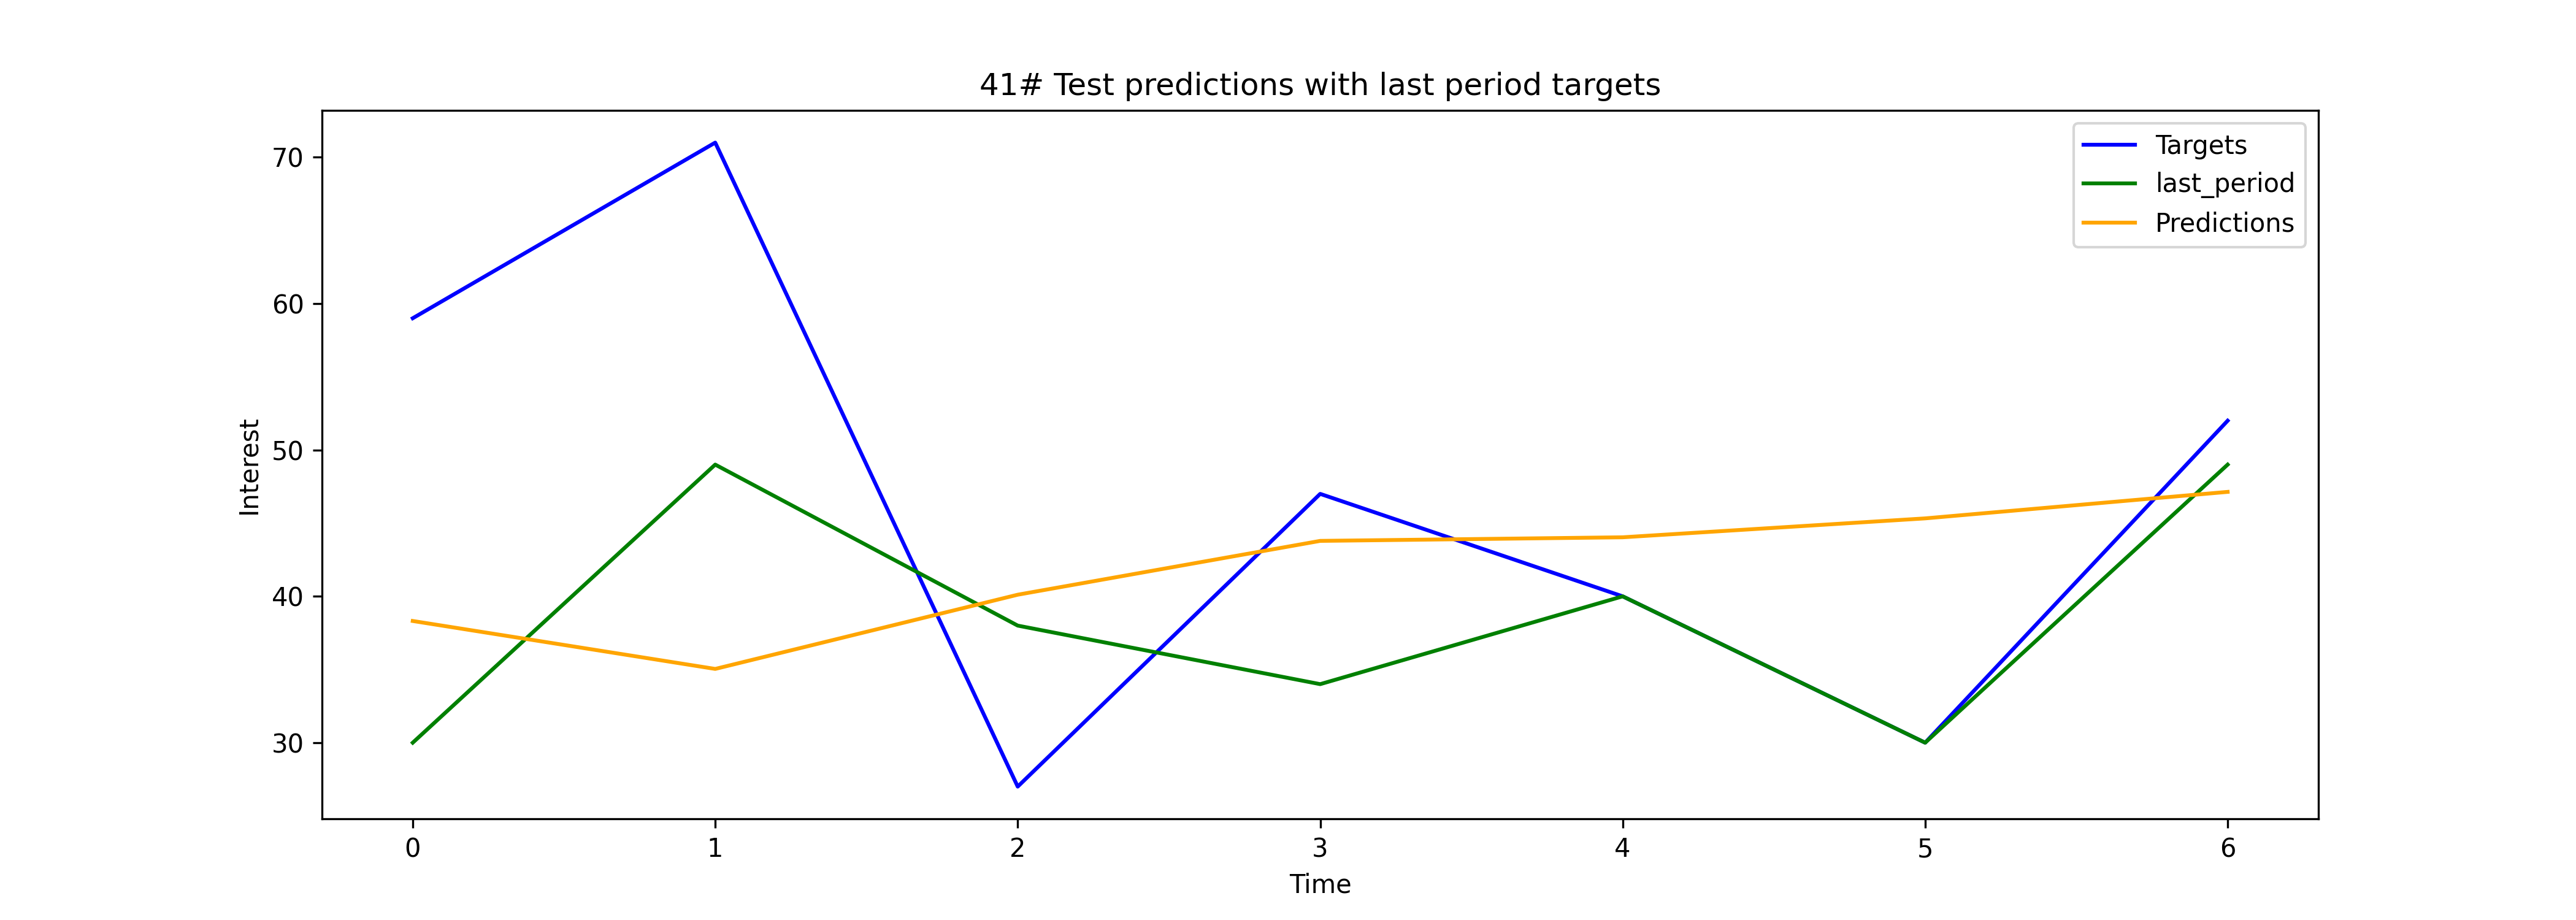 41# Test predictions with last period targets
Targets
last_period
Predictions
Interest
70
60
50
40
30
0 1 2 3 4 5 6
Time